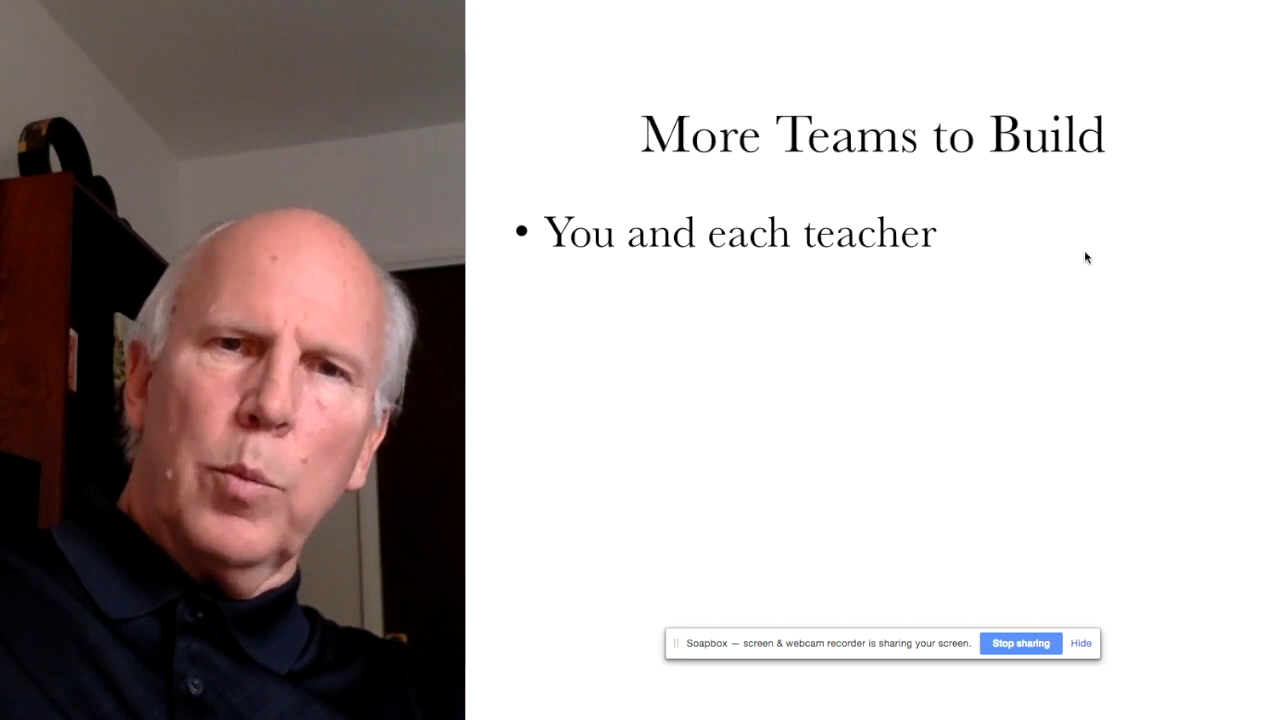 More Teams to Build
• You and each teacher
Soapbox — screen & webcam recorder is sharing your screen. Stop sharing Hide